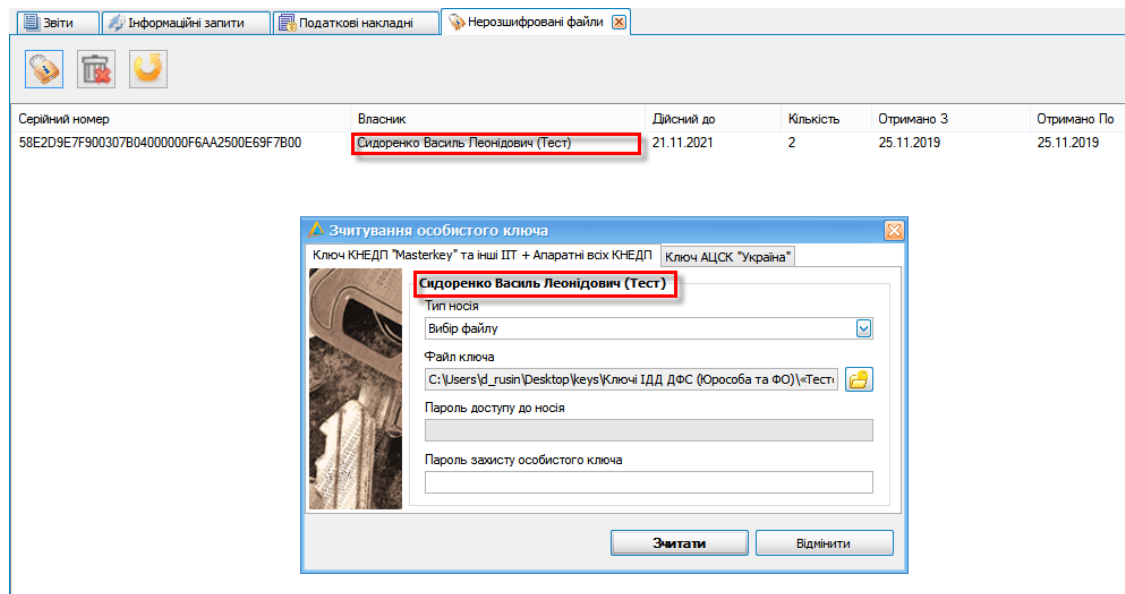 Звіти Інформаційні запити Податкові накладні Нерозшифровані файли
Серійний номер Власник Дійсний до Кількість Отримано З Отримано По
58E2D9E7F900307B04000000F6AA2500E69F7B00 Сидоренко Василь Леонідович (Тест) 21.11.2021 2 25.11.2019 25.11.2019
Зчитування особистого ключа
Ключ КНЕДП "Masterkey" та інші ІІТ + Апаратні всіх КНЕДП Ключ АЦСК "Україна"
Сидоренко Василь Леонідович (Тест)
Тип носія
Вибір файлу
Файл ключа
C:\Users\d_rusin\Desktop\keys\Ключі ІДД ДФС (Юрособа та ФО)\«Тесто
Пароль доступу до носія
Пароль захисту особистого ключа
Зчитати Відмінити